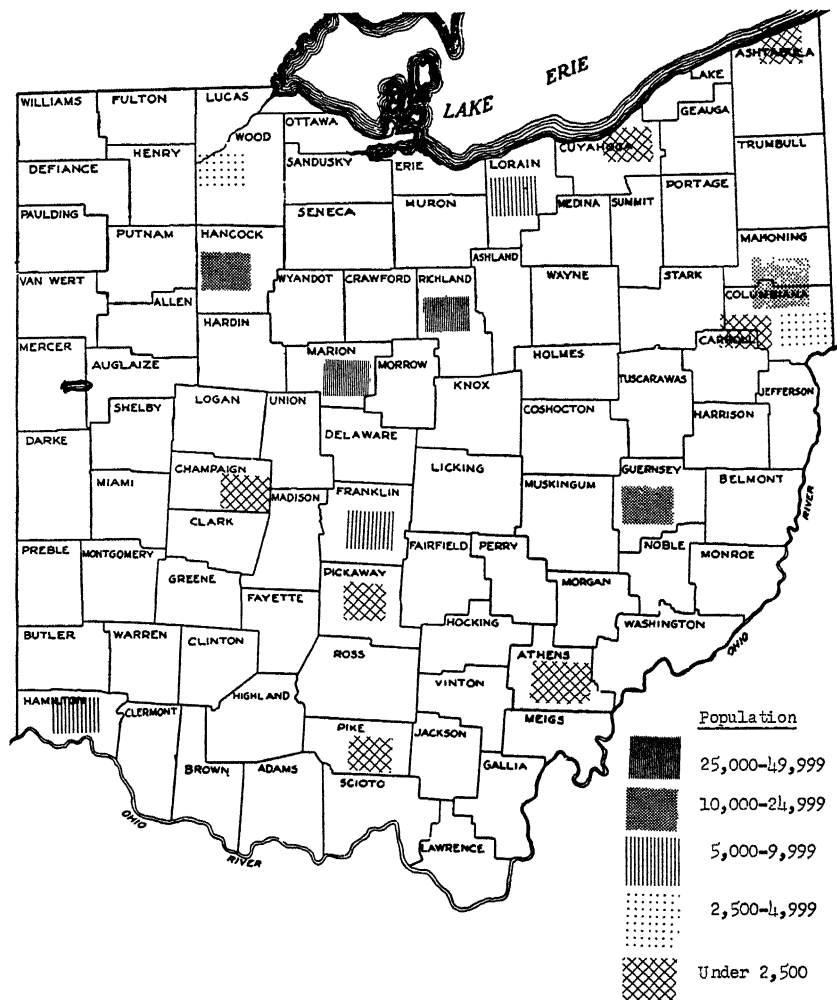 LAKE ERIE
WILLIAMS
FULTON
LUCAS
OTTAWA
WOOD
HENRY
DEFIANCE
SANDUSKY
ERIE
LORAIN
CUYAHOGA
LAKE
GEAUGA
ASHTABULA
TRUMBULL
PAULDING
PUTNAM
HANCOCK
SENECA
HURON
MEDINA
SUMMIT
PORTAGE
MAHONING
VAN WERT
ALLEN
WYANDOT
CRAWFORD
RICHLAND
ASHLAND
WAYNE
STARK
COLUMBIANA
HARDIN
MERCER
AUGLAIZE
MARION
MORROW
HOLMES
CARROLL
TUSCARAWAS
JEFFERSON
SHELBY
LOGAN
UNION
KNOX
COSHOCTON
HARRISON
DARKE
DELAWARE
CHAMPAIGN
MIAMI
LICKING
GUERNSEY
BELMONT
MADISON
FRANKLIN
MUSKINGUM
CLARK
PREBLE
MONTGOMERY
FAIRFIELD
PERRY
NOBLE
MONROE
GREENE
FAYETTE
PICKAWAY
MORGAN
HOCKING
WASHINGTON
BUTLER
WARREN
CLINTON
ROSS
ATHENS
VINTON
HAMILTON
CLERMONT
HIGHLAND
PIKE
JACKSON
MEIGS
BROWN
ADAMS
SCIOTO
GALLIA
LAWRENCE
OHIO RIVER
OHIO RIVER
Population
25,000-49,999
10,000-24,999
5,000-9,999
2,500-4,999
Under 2,500